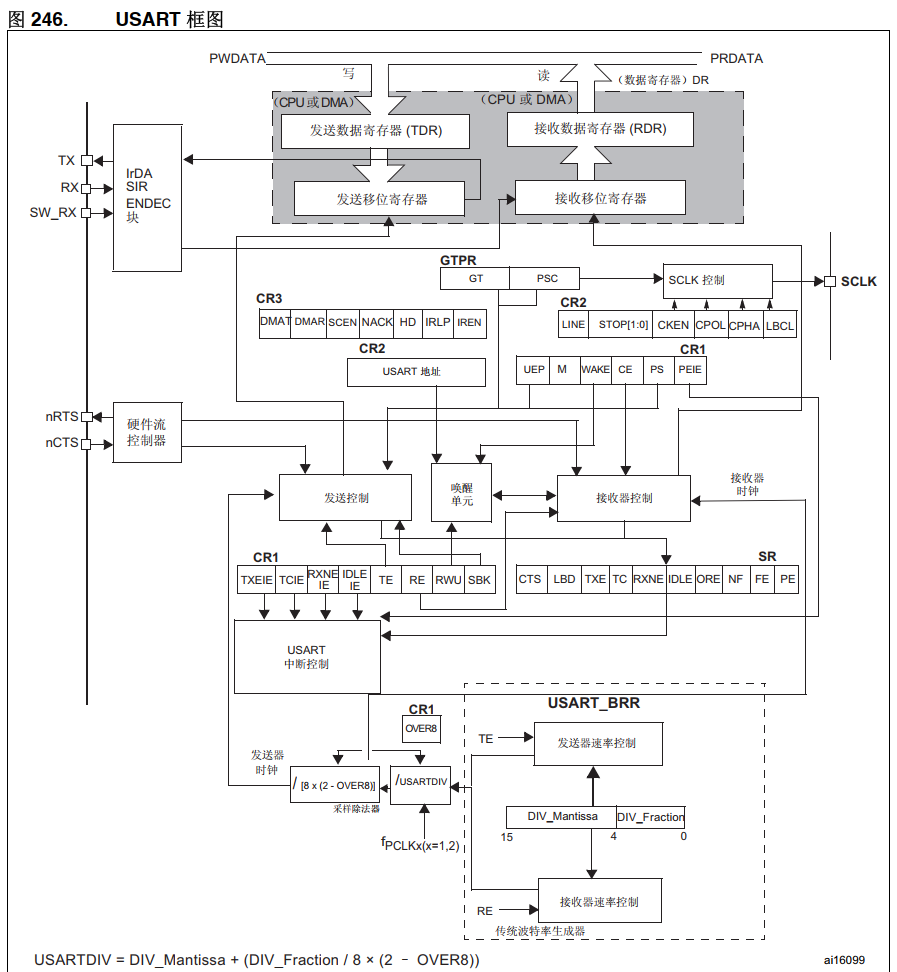 图 246. USART 框图
PWDATA
PRDATA
写
读
(数据寄存器) DR
(CPU 或 DMA)
(CPU 或 DMA)
发送数据寄存器 (TDR)
接收数据寄存器 (RDR)
TX
RX
SW_RX
IrDA
SIR
ENDEC
块
发送移位寄存器
接收移位寄存器
GTPR
GT
PSC
SCLK 控制
SCLK
CR3
DMAT
DMAR
SCEN
NACK
HD
IRLP
IREN
CR2
LINE
STOP[1:0]
CKEN
CPOL
CPHA
LBCL
CR2
USART 地址
CR1
UEP
M
WAKE
CE
PS
PEIE
nRTS
nCTS
硬件流
控制器
发送控制
唤醒
单元
接收器控制
接收器
时钟
CR1
TXEIE
TCIE
RXNE
IE
IDLE
IE
TE
RE
RWU
SBK
SR
CTS
LBD
TXE
TC
RXNE
IDLE
ORE
NF
FE
PE
USART
中断控制
CR1
OVER8
USART_BRR
TE
发送器速率控制
发送器
时钟
/ [8 x (2 - OVER8)]
采样除法器
/USARTDIV
fPCLKx(x=1,2)
DIV_Mantissa
DIV_Fraction
15
4
0
RE
接收器速率控制
传统波特率生成器
USARTDIV = DIV_Mantissa + (DIV_Fraction / 8 × (2 – OVER8))
ai16099